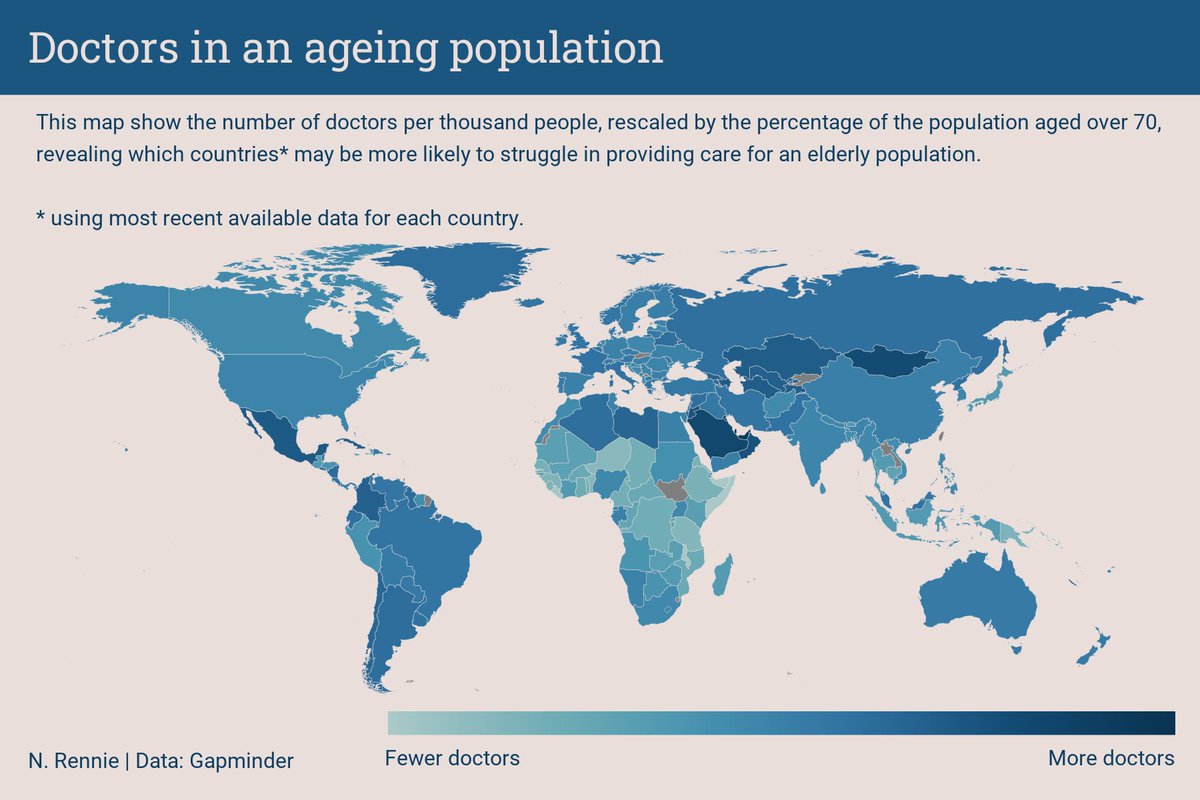 Doctors in an ageing population
This map show the number of doctors per thousand people, rescaled by the percentage of the population aged over 70,
revealing which countries* may be more likely to struggle in providing care for an elderly population.
* using most recent available data for each country.
Fewer doctors
More doctors
N. Rennie | Data: Gapminder